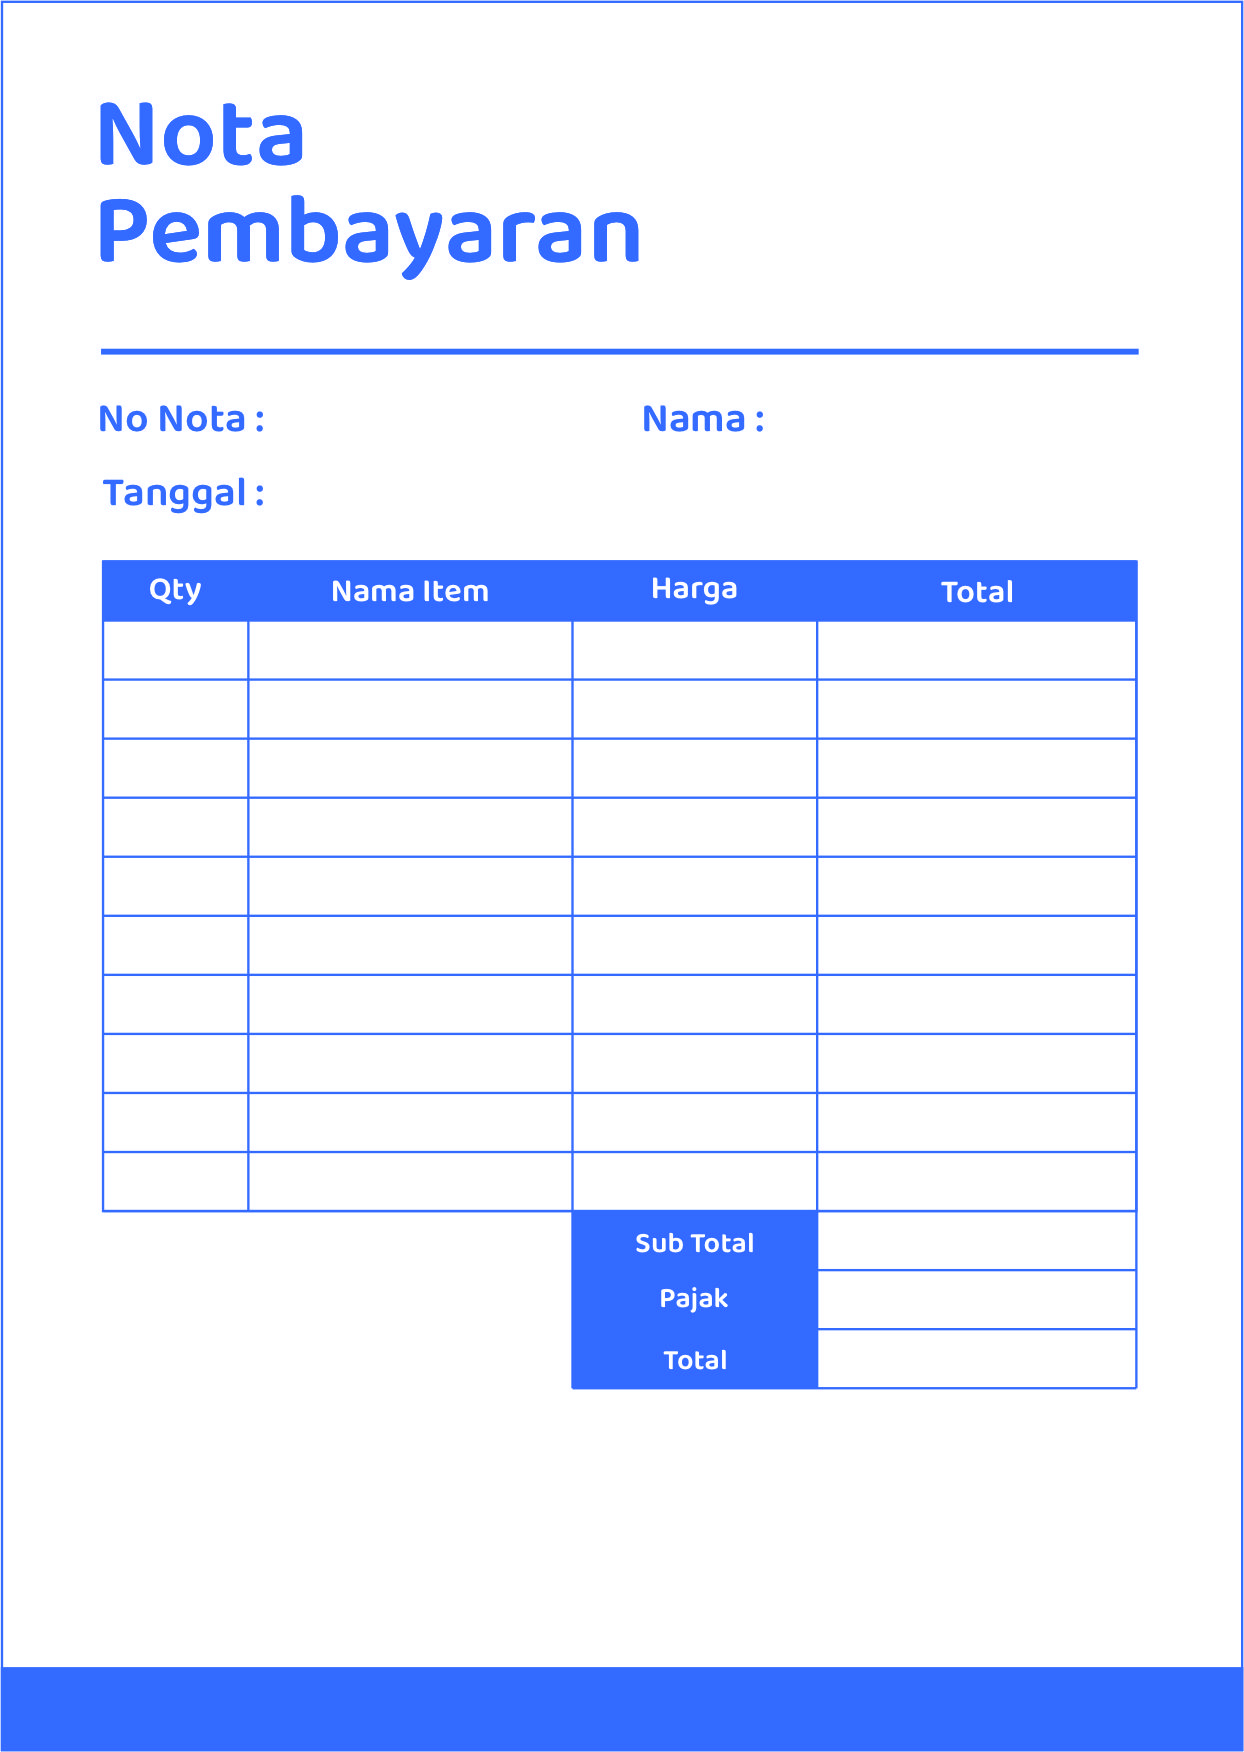 Nota
Pembayaran
No Nota :
Nama :
Tanggal :
Qty
Nama Item
Harga
Total
Sub Total
Pajak
Total